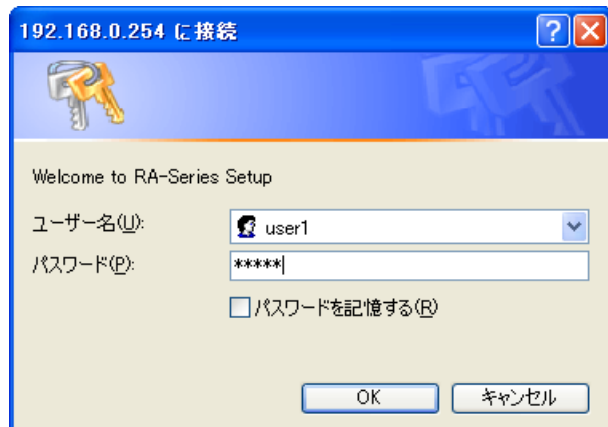 192.168.0.254 に接続
Welcome to RA-Series Setup
ユーザー名(U):
user1
パスワード(P):
*****
パスワードを記憶する(R)
OK
キャンセル